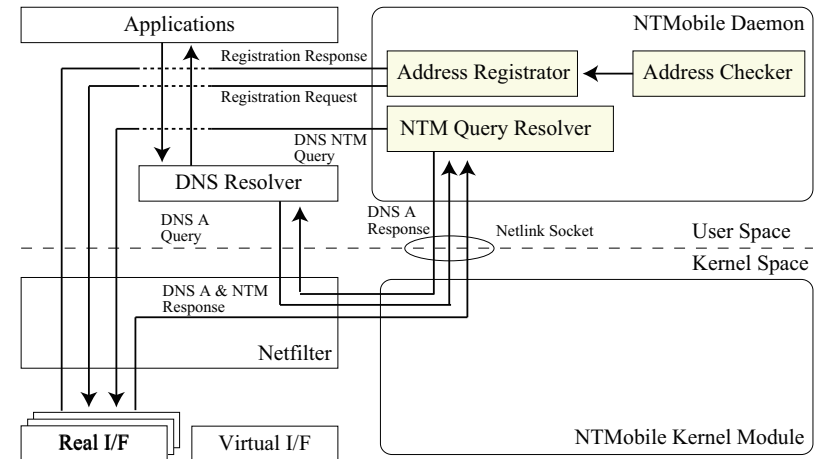 Applications
NTMobile Daemon
Registration Response
Address Registrator
Address Checker
Registration Request
NTM Query Resolver
DNS NTM
Query
DNS Resolver
DNS A
Query
DNS A
Response
Netlink Socket
User Space
Kernel Space
DNS A & NTM
Response
Netfilter
Real I/F
Virtual I/F
NTMobile Kernel Module